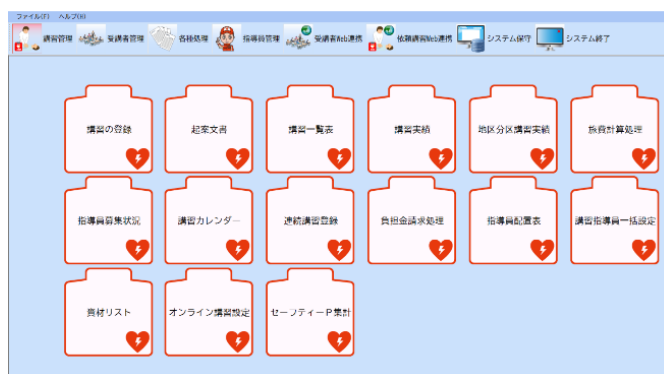 ファイル(F) ヘルプ(H)
講習管理 受講者管理 各種処理 指導員管理 受講者Web連携 依頼講習Web連携 システム保守 システム終了
講習の登録 起案文書 講習一覧表 講習実績 地区分区講習実績 旅費計算処理
指導員募集状況 講習カレンダー 連続講習登録 負担金請求処理 指導員配置表 講習指導員一括設定
資材リスト オンライン講習設定 セーフティーP集計